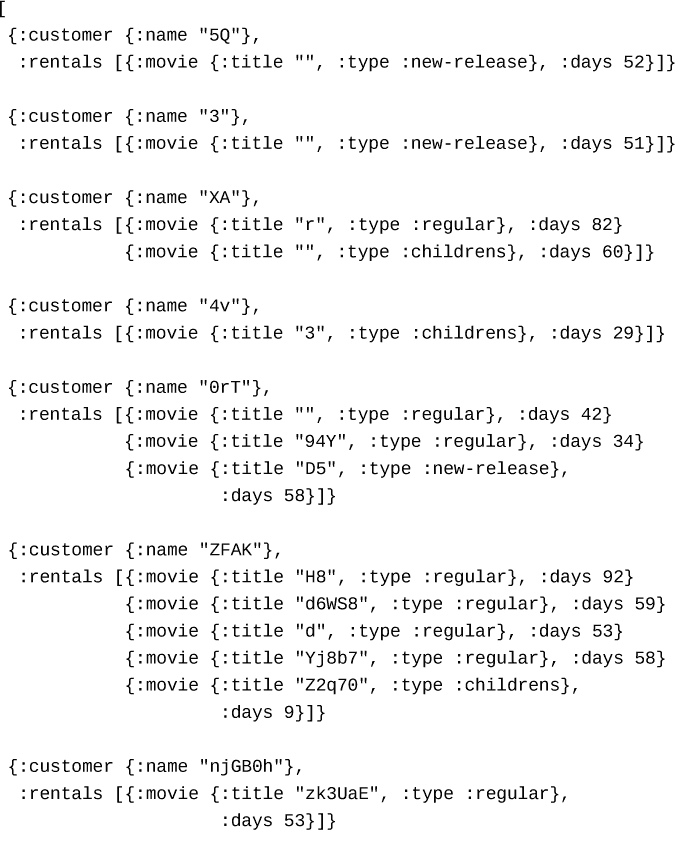 [
{:customer {:name "5Q"},
:rentals [{:movie {:title "", :type :new-release}, :days 52}]}
{:customer {:name "3"},
:rentals [{:movie {:title "", :type :new-release}, :days 51}]}
{:customer {:name "XA"},
:rentals [{:movie {:title "r", :type :regular}, :days 82}
{:movie {:title "", :type :childrens}, :days 60}]}
{:customer {:name "4v"},
:rentals [{:movie {:title "3", :type :childrens}, :days 29}]}
{:customer {:name "0rT"},
:rentals [{:movie {:title "", :type :regular}, :days 42}
{:movie {:title "94Y", :type :regular}, :days 34}
{:movie {:title "D5", :type :new-release},
:days 58}]}
{:customer {:name "ZFAK"},
:rentals [{:movie {:title "H8", :type :regular}, :days 92}
{:movie {:title "d6WS8", :type :regular}, :days 59}
{:movie {:title "d", :type :regular}, :days 53}
{:movie {:title "Yj8b7", :type :regular}, :days 58}
{:movie {:title "Z2q70", :type :childrens},
:days 9}]}
{:customer {:name "njGB0h"},
:rentals [{:movie {:title "zk3UaE", :type :regular},
:days 53}]}